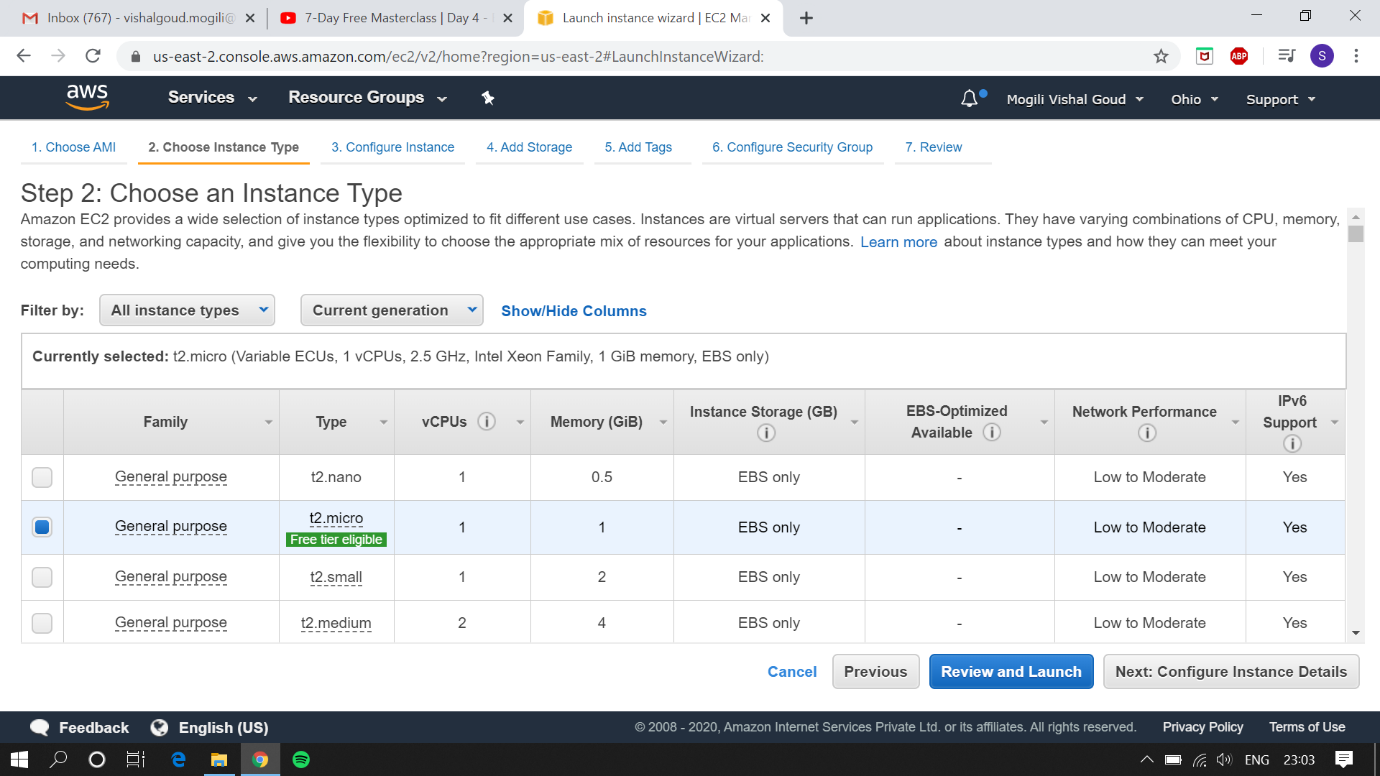 Inbox (767) - vishalgoud.mogili@
7-Day Free Masterclass | Day 4 -
Launch instance wizard | EC2 Ma
us-east-2.console.aws.amazon.com/ec2/v2/home?region=us-east-2#LaunchInstanceWizard:
ABP
S
aws
Services
Resource Groups
Mogili Vishal Goud
Ohio
Support
1. Choose AMI
2. Choose Instance Type
3. Configure Instance
4. Add Storage
5. Add Tags
6. Configure Security Group
7. Review
Step 2: Choose an Instance Type
Amazon EC2 provides a wide selection of instance types optimized to fit different use cases. Instances are virtual servers that can run applications. They have varying combinations of CPU, memory,
storage, and networking capacity, and give you the flexibility to choose the appropriate mix of resources for your applications. Learn more about instance types and how they can meet your
computing needs.
Filter by: All instance types Current generation Show/Hide Columns
Currently selected: t2.micro (Variable ECUs, 1 vCPUs, 2.5 GHz, Intel Xeon Family, 1 GiB memory, EBS only)
Family
Type
vCPUs
Memory (GiB)
Instance Storage (GB)
EBS-Optimized
Available
Network Performance
IPv6
Support
General purpose t2.nano 1 0.5 EBS only - Low to Moderate Yes
General purpose t2.micro 1 1 EBS only - Low to Moderate Yes
Free tier eligible
General purpose t2.small 1 2 EBS only - Low to Moderate Yes
General purpose t2.medium 2 4 EBS only - Low to Moderate Yes
Cancel Previous Review and Launch Next: Configure Instance Details
Feedback English (US) © 2008 - 2020, Amazon Internet Services Private Ltd. or its affiliates. All rights reserved. Privacy Policy Terms of Use
ENG 23:03